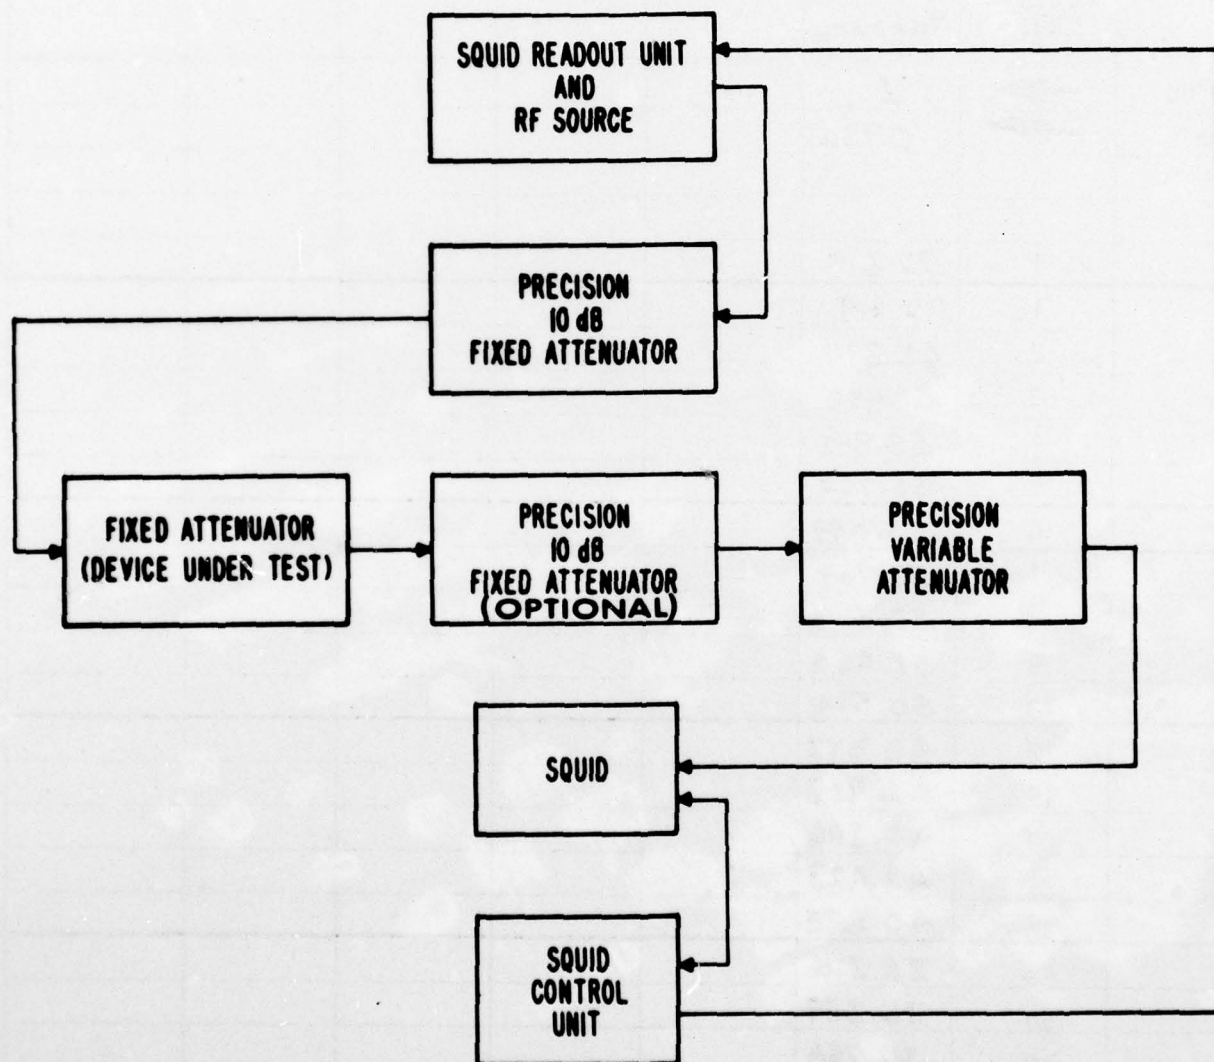 SQUID READOUT UNIT
AND
RF SOURCE
PRECISION
10 dB
FIXED ATTENUATOR
FIXED ATTENUATOR
(DEVICE UNDER TEST)
PRECISION
10 dB
FIXED ATTENUATOR
(OPTIONAL)
PRECISION
VARIABLE
ATTENUATOR
SQUID
SQUID
CONTROL
UNIT